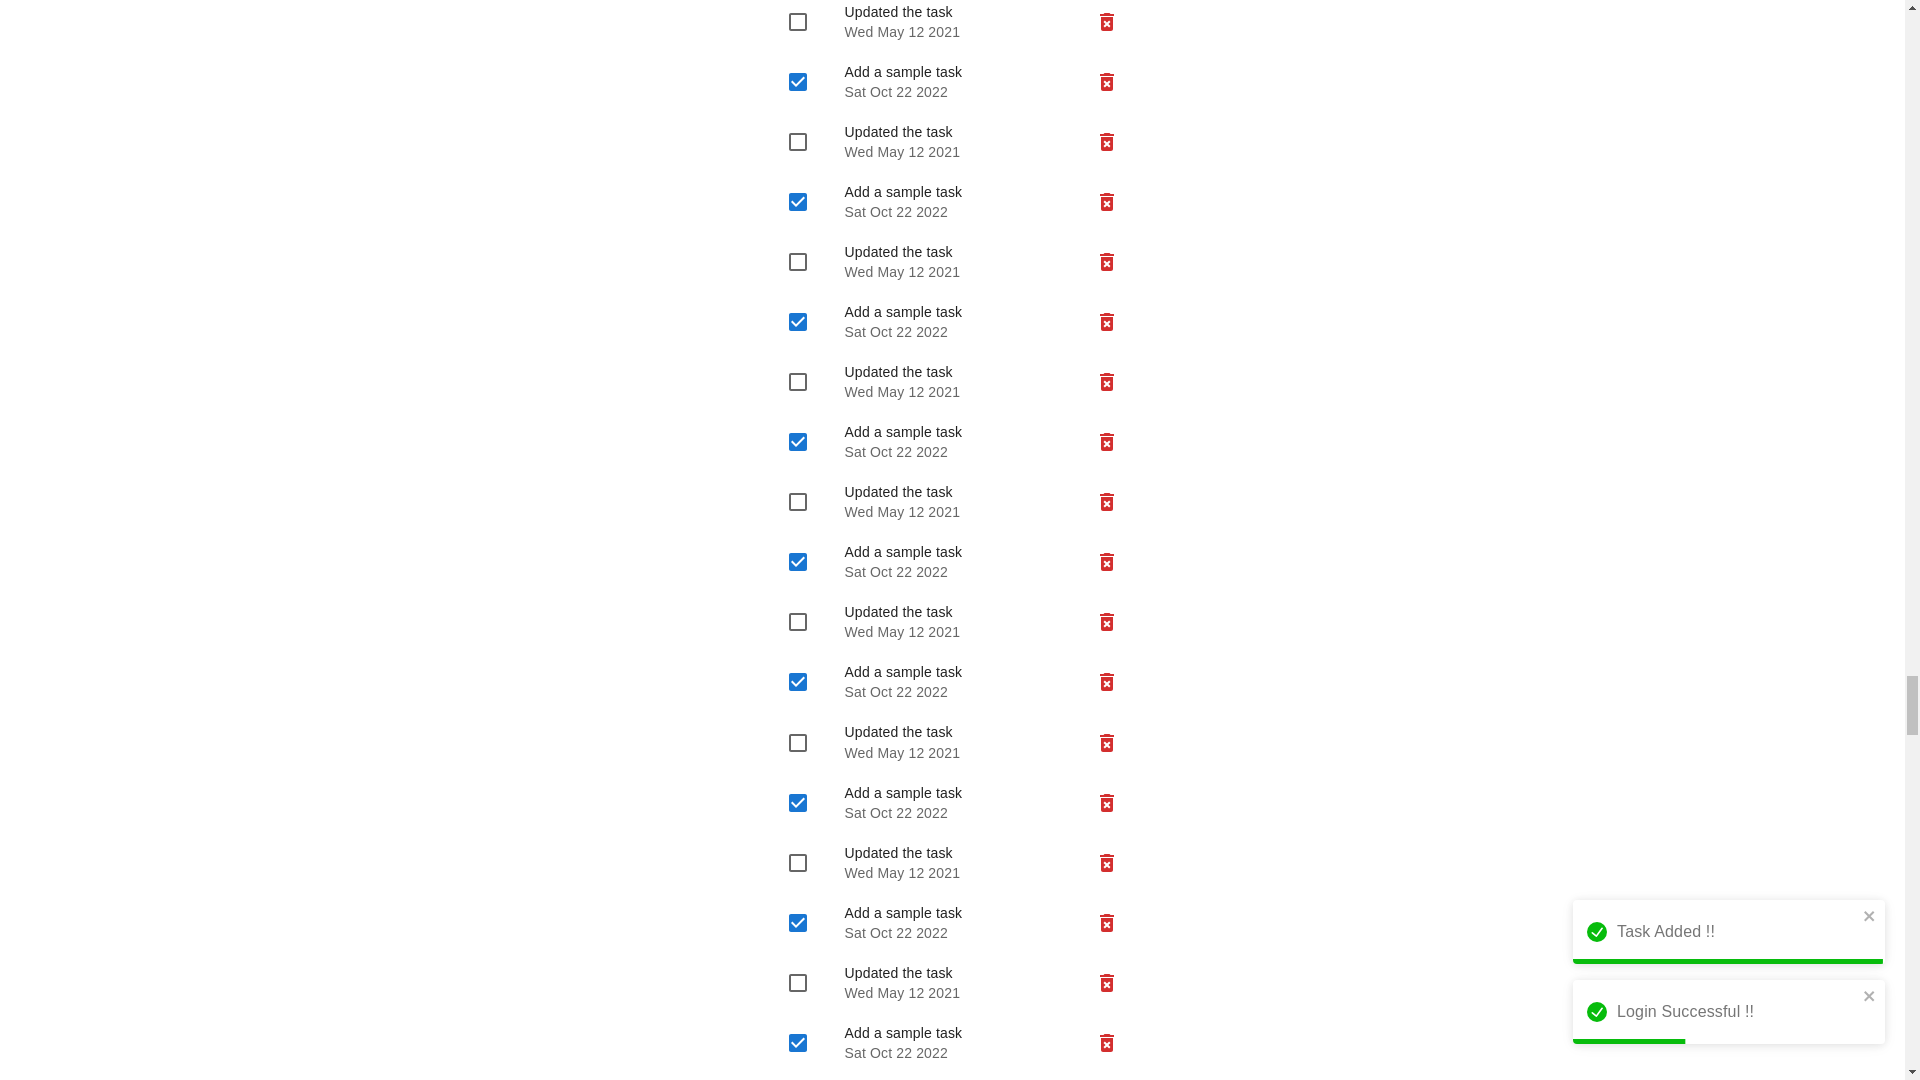 Updated the task
Wed May 12 2021
Add a sample task
Sat Oct 22 2022
Updated the task
Wed May 12 2021
Add a sample task
Sat Oct 22 2022
Updated the task
Wed May 12 2021
Add a sample task
Sat Oct 22 2022
Updated the task
Wed May 12 2021
Add a sample task
Sat Oct 22 2022
Updated the task
Wed May 12 2021
Add a sample task
Sat Oct 22 2022
Updated the task
Wed May 12 2021
Add a sample task
Sat Oct 22 2022
Updated the task
Wed May 12 2021
Add a sample task
Sat Oct 22 2022
Updated the task
Wed May 12 2021
Add a sample task
Sat Oct 22 2022
Updated the task
Wed May 12 2021
Add a sample task
Sat Oct 22 2022
Task Added !!
Login Successful !!